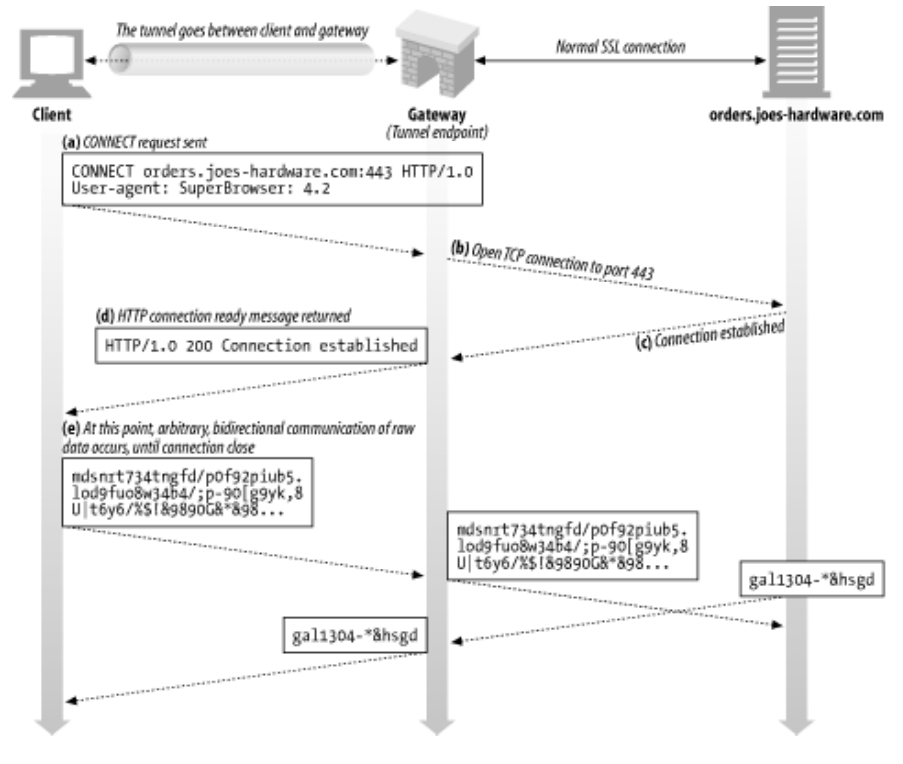 The tunnel goes between client and gateway
Normal SSL connection
Client
Gateway
(Tunnel endpoint)
orders.joes-hardware.com
(a) CONNECT request sent
CONNECT orders.joes-hardware.com:443 HTTP/1.0
User-agent: SuperBrowser: 4.2
(b) Open TCP connection to port 443
(c) Connection established
(d) HTTP connection ready message returned
HTTP/1.0 200 Connection established
(e) At this point, arbitrary, bidirectional communication of raw
data occurs, until connection close
mdsnrt734tngfd/p0f92piub5.
lod9fuo8w34b4/;p-90[g9yk,8
U|t6y6/%$!&9890G&*&98...
mdsnrt734tngfd/p0f92piub5.
lod9fuo8w34b4/;p-90[g9yk,8
U|t6y6/%$!&9890G&*&98...
gal1304-*&hsgd
gal1304-*&hsgd